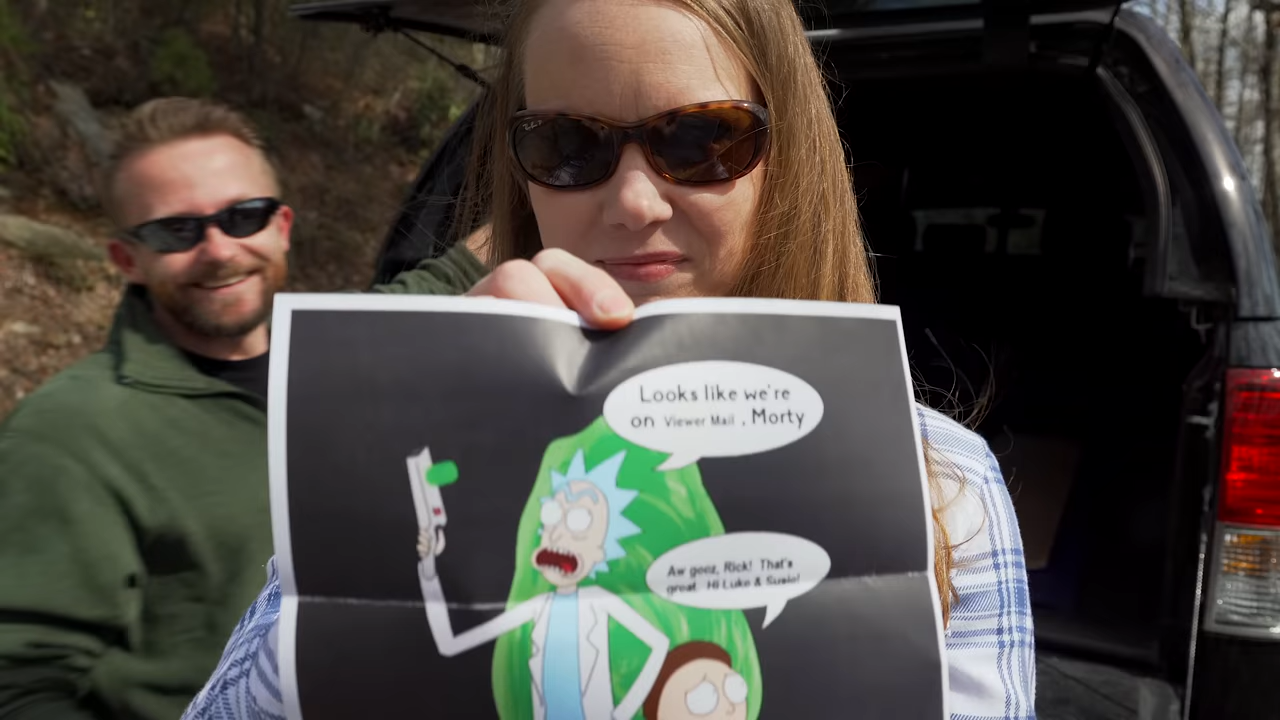 Looks like we're
on Viewer Mail , Morty
Aw geez, Rick! That's
great. Hi Luke & Susie!